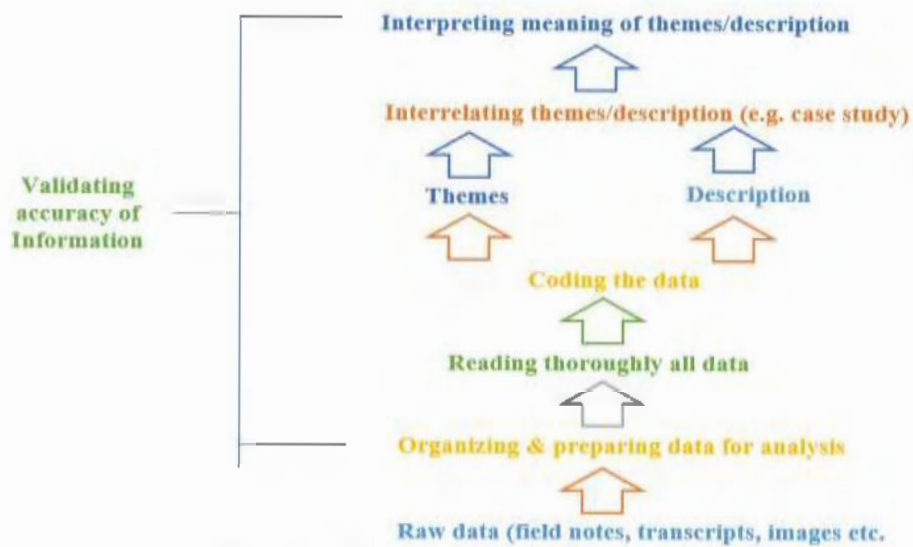 Interpreting meaning of themes/description
Interrelating themes/description (e.g. case study)
Validating
accuracy of
Information
Themes
Description
Coding the data
Reading thoroughly all data
Organizing & preparing data for analysis
Raw data (field notes, transcripts, images etc.